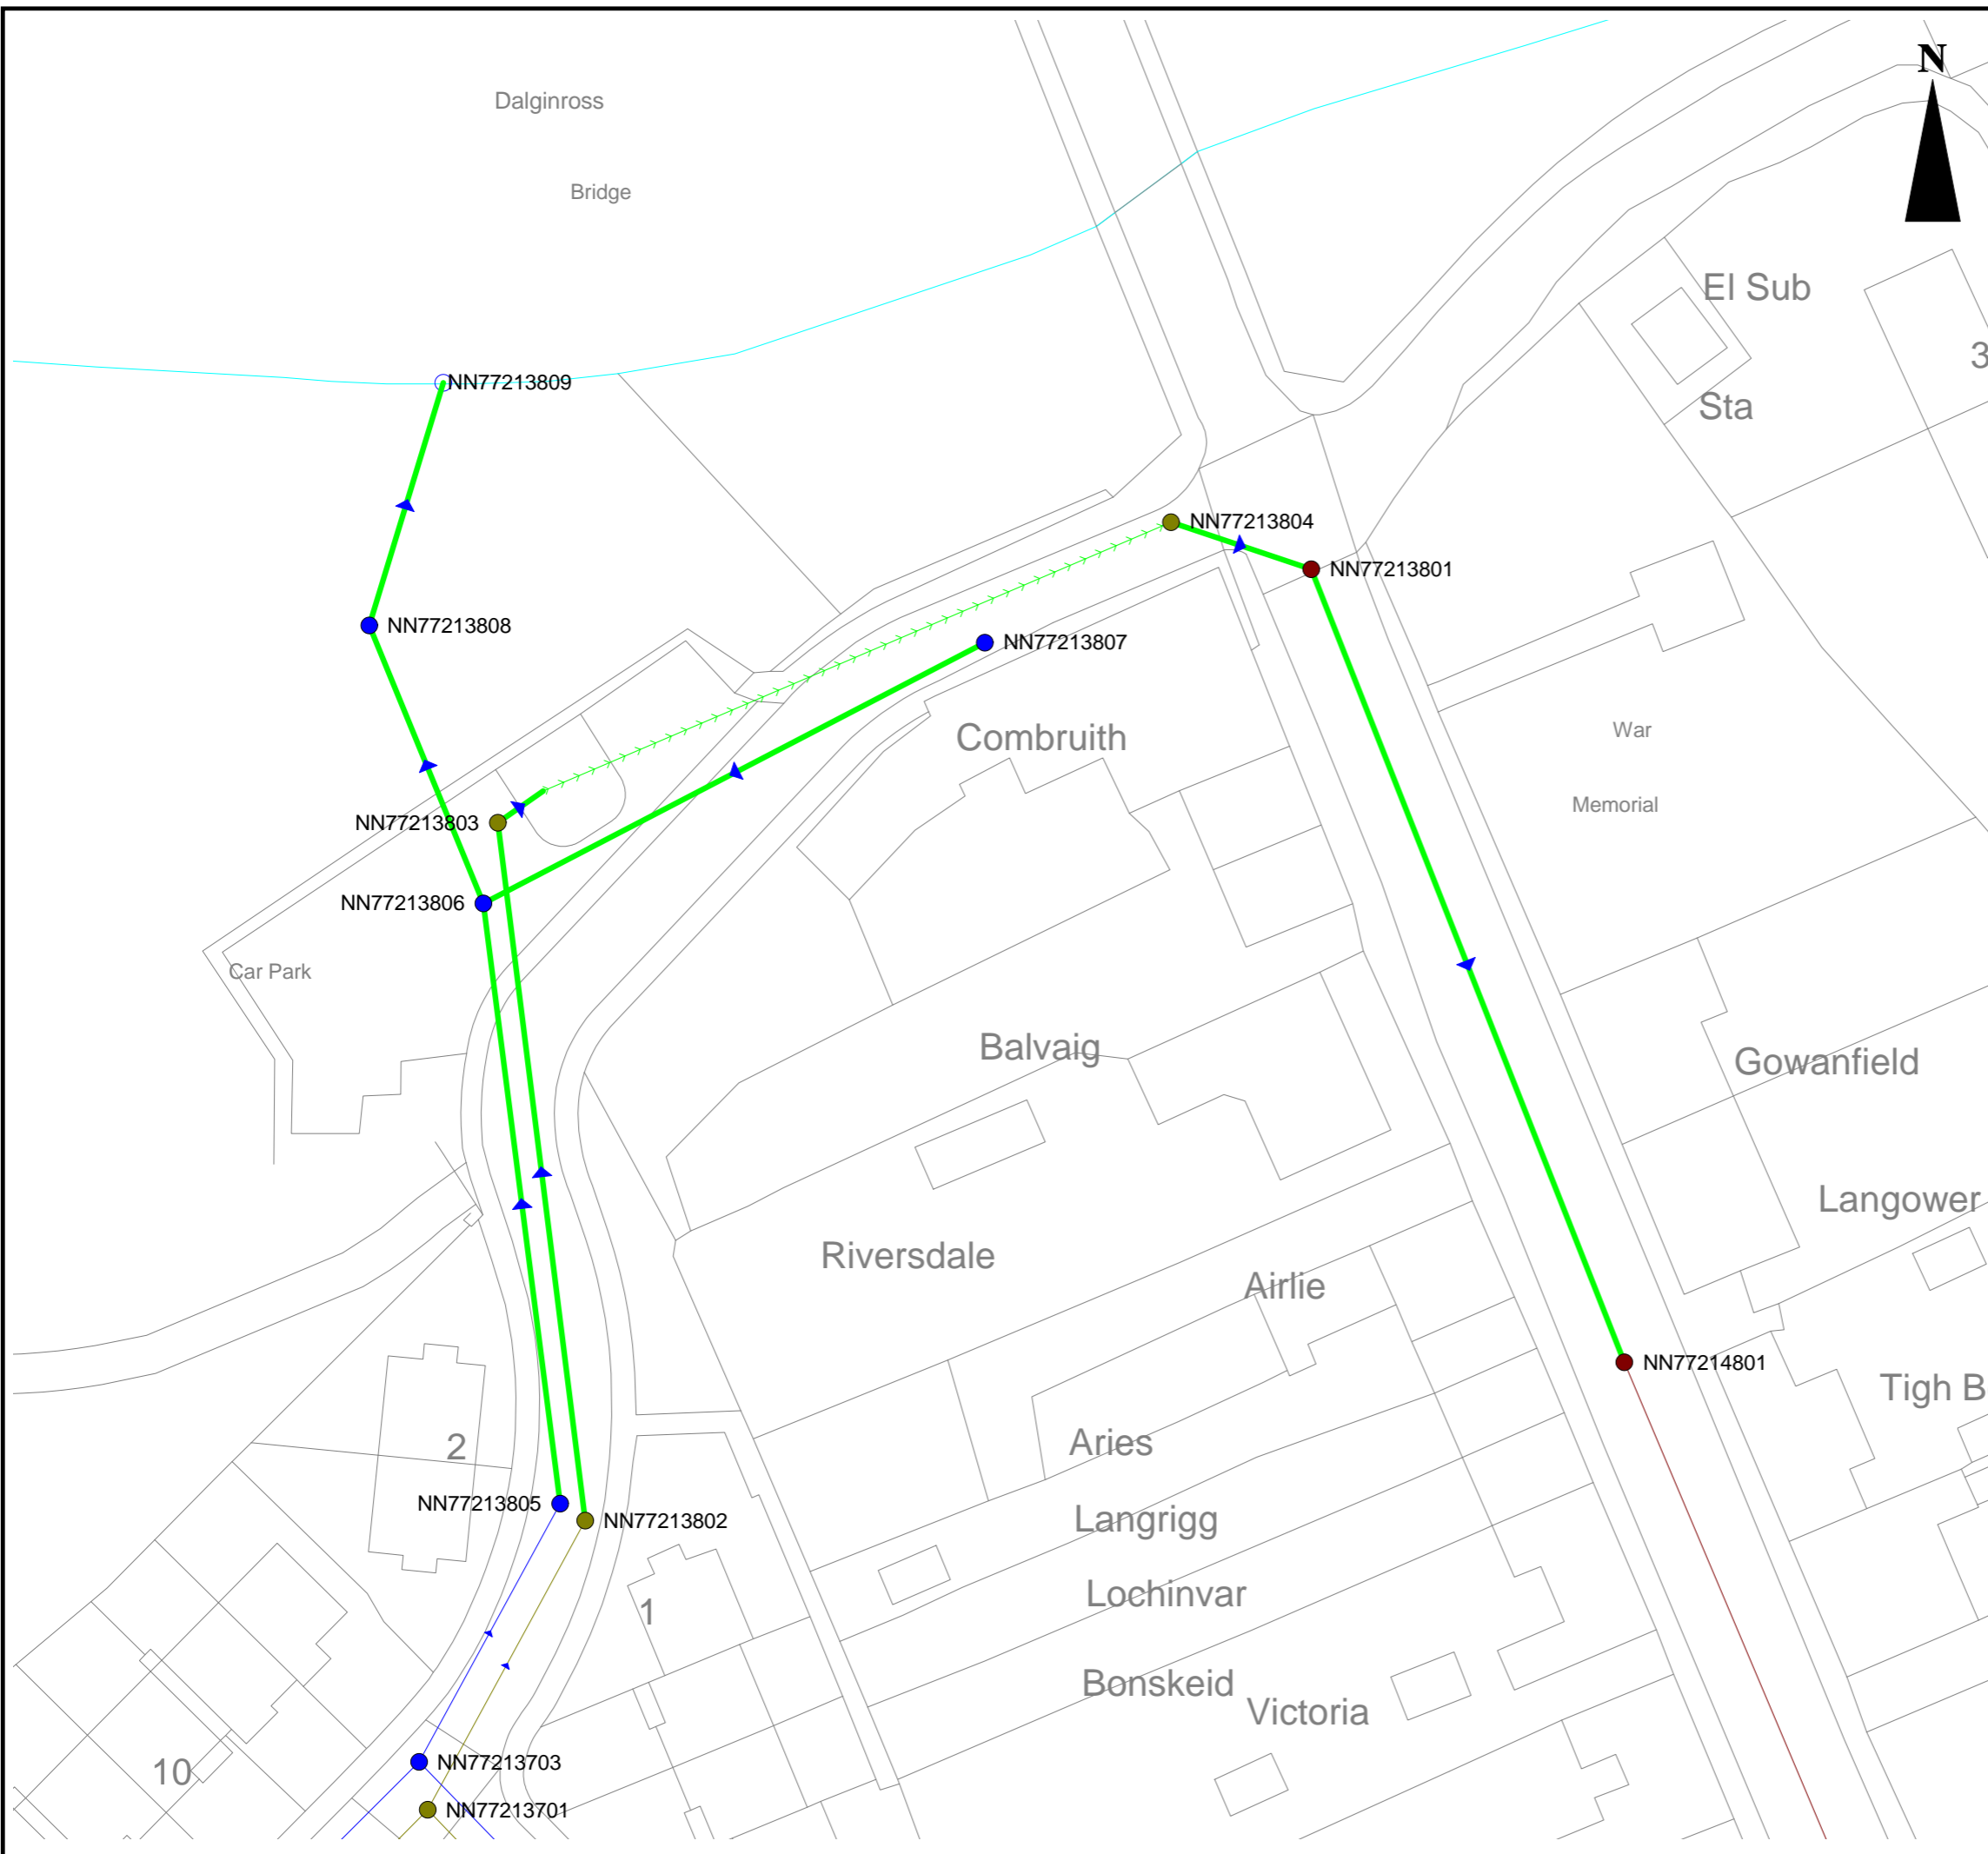 N
Dalginross
Bridge
El Sub
3
Sta
NN77213809
NN77213804
NN77213801
NN77213808
NN77213807
War
Combruith
Memorial
NN77213803
NN77213806
Car Park
Balvaig
Gowanfield
Langower
Riversdale
Airlie
NN77214801
Tigh B
Aries
2
NN77213805
Langrigg
NN77213802
Lochinvar
1
Bonskeid
Victoria
NN77213703
10
NN77213701